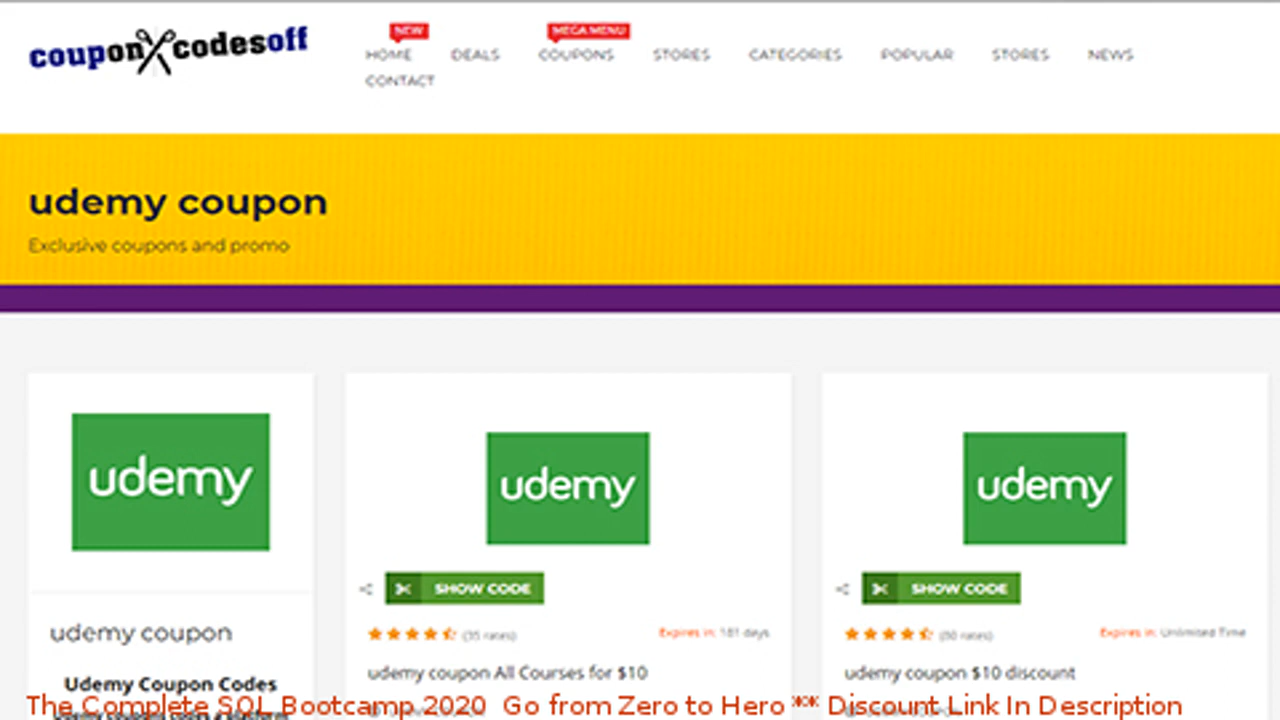 couponcodesoff
NEW
MEGA MENU
HOME DEALS COUPONS STORES CATEGORIES POPULAR STORES NEWS
CONTACT
udemy coupon
Exclusive coupons and promo
udemy
udemy
udemy
SHOW CODE
SHOW CODE
(35 rates)
Expires in: 181 days
(80 rates)
Expires in: Unlimited Time
udemy coupon
udemy coupon All Courses for $10
udemy coupon $10 discount
Udemy Coupon Codes
The Complete SQL Bootcamp 2020 Go from Zero to Hero ** Discount Link In Description